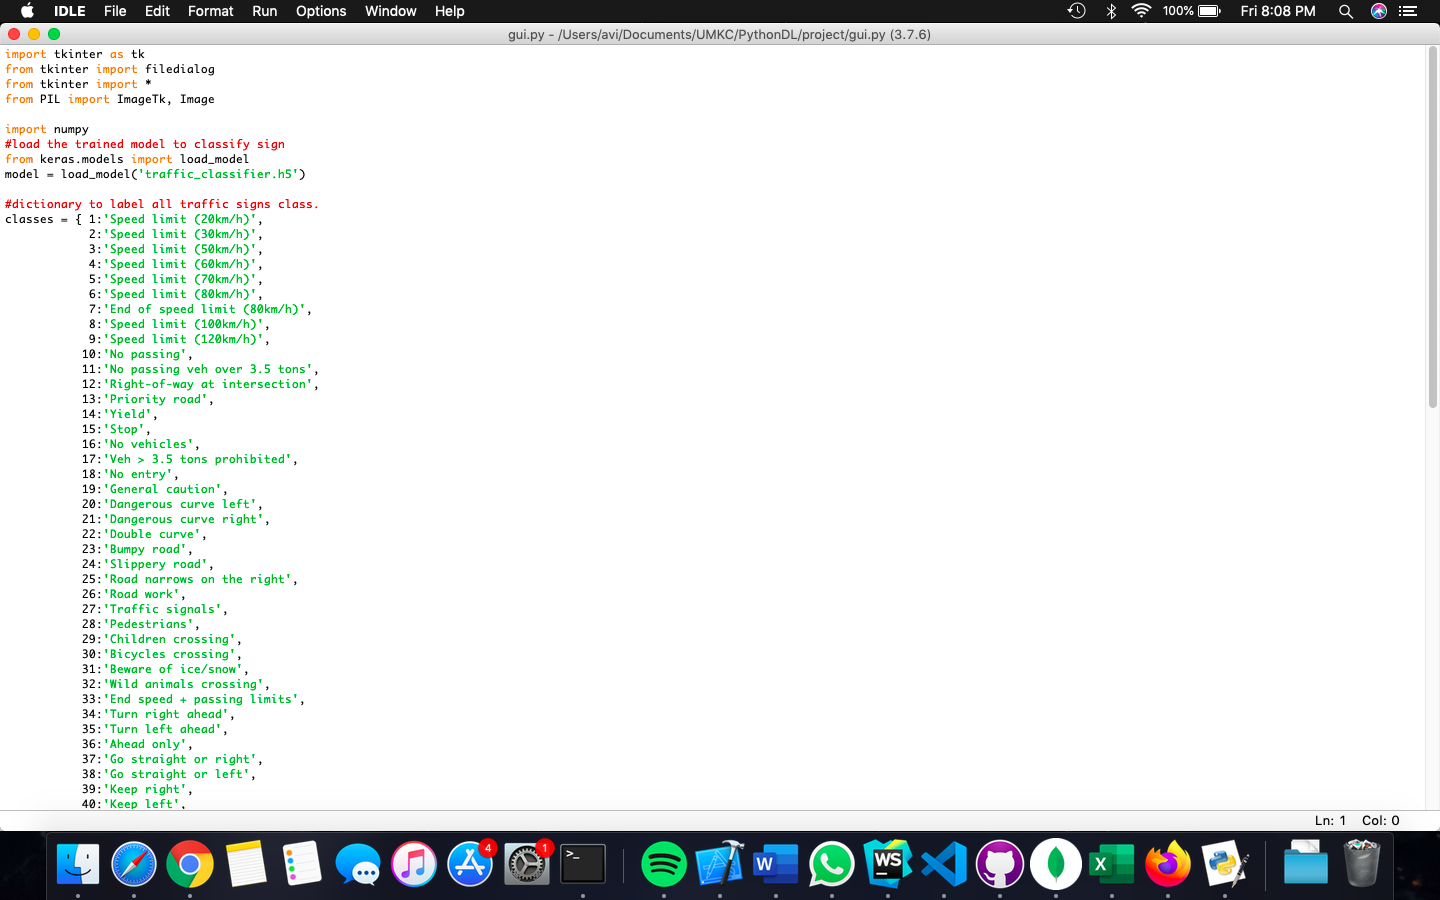 IDLE File Edit Format Run Options Window Help 100% Fri 8:08 PM
gui.py - /Users/avi/Documents/UMKC/PythonDL/project/gui.py (3.7.6)
import tkinter as tk
from tkinter import filedialog
from tkinter import *
from PIL import ImageTk, Image
import numpy
#load the trained model to classify sign
from keras.models import load_model
model = load_model('traffic_classifier.h5')
#dictionary to label all traffic signs class.
classes = { 1:'Speed limit (20km/h)',
2:'Speed limit (30km/h)',
3:'Speed limit (50km/h)',
4:'Speed limit (60km/h)',
5:'Speed limit (70km/h)',
6:'Speed limit (80km/h)',
7:'End of speed limit (80km/h)',
8:'Speed limit (100km/h)',
9:'Speed limit (120km/h)',
10:'No passing',
11:'No passing veh over 3.5 tons',
12:'Right-of-way at intersection',
13:'Priority road',
14:'Yield',
15:'Stop',
16:'No vehicles',
17:'Veh > 3.5 tons prohibited',
18:'No entry',
19:'General caution',
20:'Dangerous curve left',
21:'Dangerous curve right',
22:'Double curve',
23:'Bumpy road',
24:'Slippery road',
25:'Road narrows on the right',
26:'Road work',
27:'Traffic signals',
28:'Pedestrians',
29:'Children crossing',
30:'Bicycles crossing',
31:'Beware of ice/snow',
32:'Wild animals crossing',
33:'End speed + passing limits',
34:'Turn right ahead',
35:'Turn left ahead',
36:'Ahead only',
37:'Go straight or right',
38:'Go straight or left',
39:'Keep right',
40:'Keep left',
Ln: 1 Col: 0
4 1 >_ W WS X